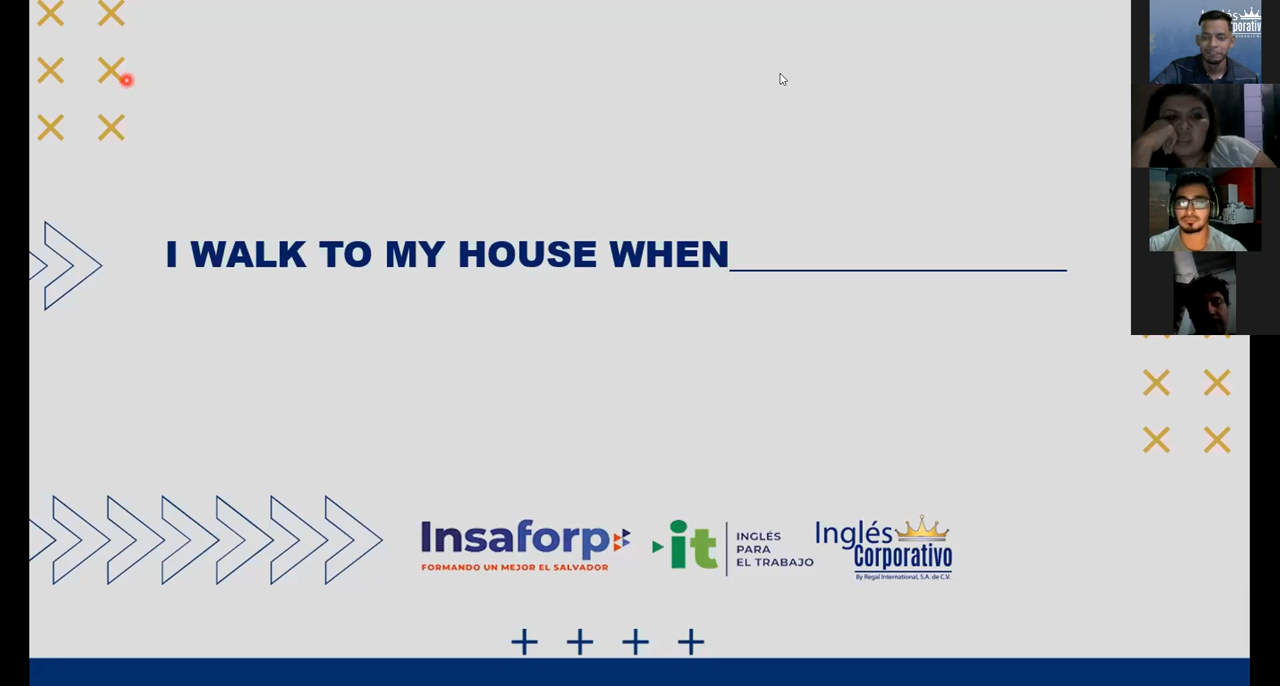 I WALK TO MY HOUSE WHEN________________
Insaforp
FORMANDO UN MEJOR EL SALVADOR
it
INGLÉS
PARA
EL TRABAJO
Inglés
Corporativo
By Regal International, S.A. de C.V.